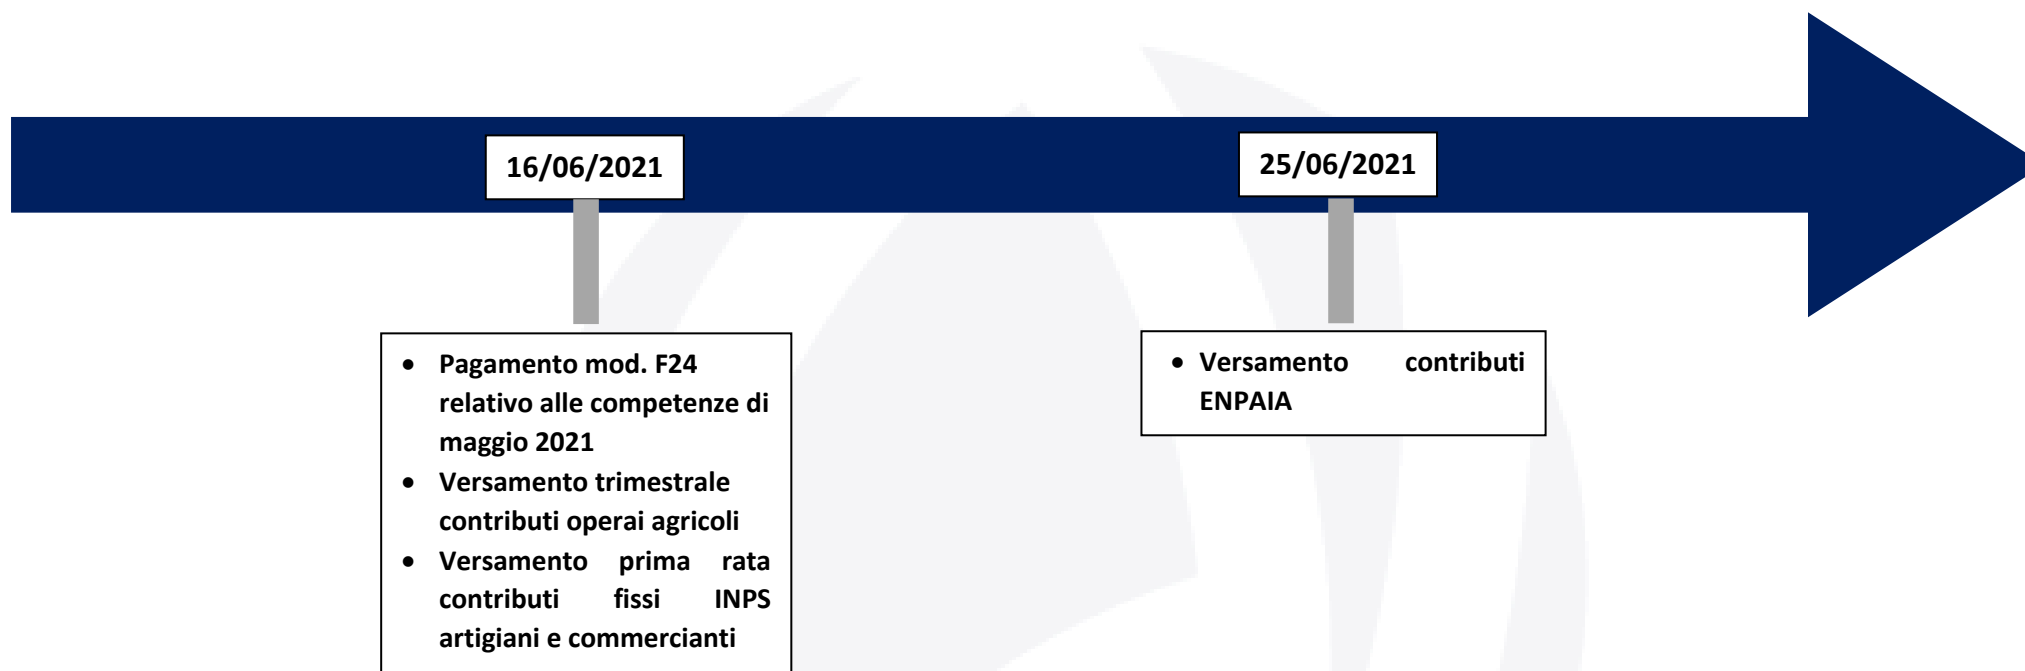 16/06/2021
25/06/2021
• Pagamento mod. F24
relativo alle competenze di
maggio 2021
• Versamento trimestrale
contributi operai agricoli
• Versamento prima rata
contributi fissi INPS
artigiani e commercianti
• Versamento contributi
ENPAIA